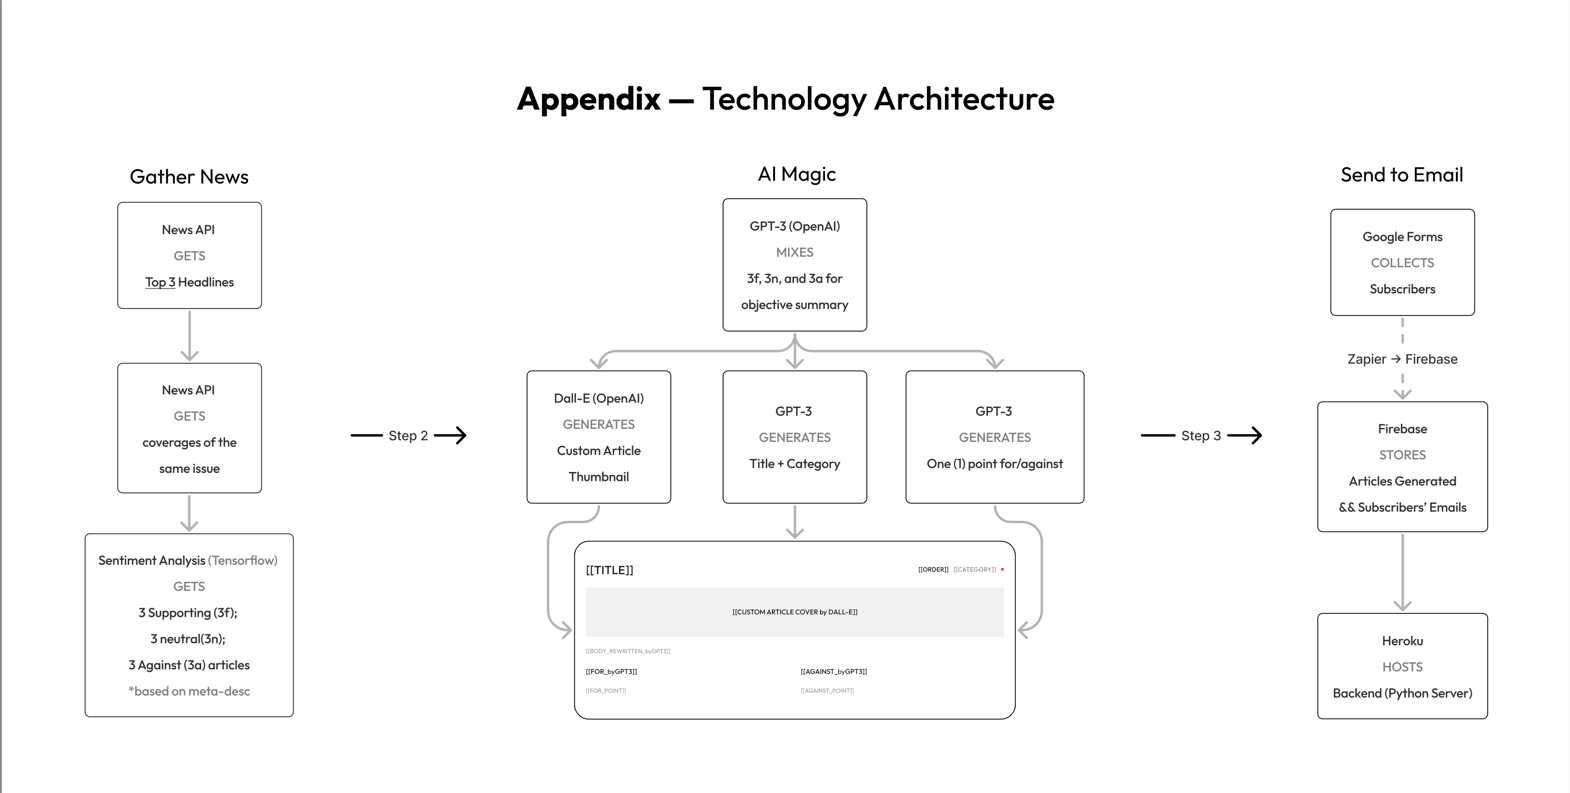 Appendix — Technology Architecture
Gather News
News API
GETS
Top 3 Headlines
News API
GETS
coverages of the
same issue
Sentiment Analysis (Tensorflow)
GETS
3 Supporting (3f);
3 neutral(3n);
3 Against (3a) articles
*based on meta-desc
Step 2
AI Magic
GPT-3 (OpenAI)
MIXES
3f, 3n, and 3a for
objective summary
Dall-E (OpenAI)
GENERATES
Custom Article
Thumbnail
GPT-3
GENERATES
Title + Category
GPT-3
GENERATES
One (1) point for/against
[[TITLE]]
[[ORDER]] [[CATEGORY]]
[[CUSTOM ARTICLE COVER by DALL-E]]
[[BODY_REWRITTEN_byGPT3]]
[[FOR_byGPT3]]
[[AGAINST_byGPT3]]
[[FOR_POINT]]
[[AGAINST_POINT]]
Step 3
Send to Email
Google Forms
COLLECTS
Subscribers
Zapier → Firebase
Firebase
STORES
Articles Generated
&& Subscribers’ Emails
Heroku
HOSTS
Backend (Python Server)